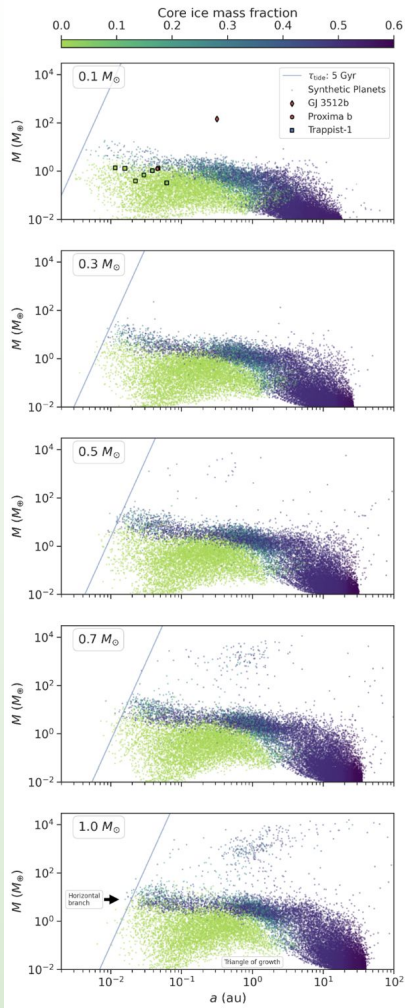 Core ice mass fraction
0.0 0.1 0.2 0.3 0.4 0.5 0.6
0.1 M⊙
τtide: 5 Gyr
Synthetic Planets
GJ 3512b
Proxima b
Trappist-1
M (M⊕)
10⁴
10²
10⁰
10⁻²
0.3 M⊙
M (M⊕)
10⁴
10²
10⁰
10⁻²
0.5 M⊙
M (M⊕)
10⁴
10²
10⁰
10⁻²
0.7 M⊙
M (M⊕)
10⁴
10²
10⁰
10⁻²
1.0 M⊙
M (M⊕)
10⁴
10²
10⁰
10⁻²
Horizontal
branch
Triangle of growth
10⁻² 10⁻¹ 10⁰ 10¹ 10²
a (au)